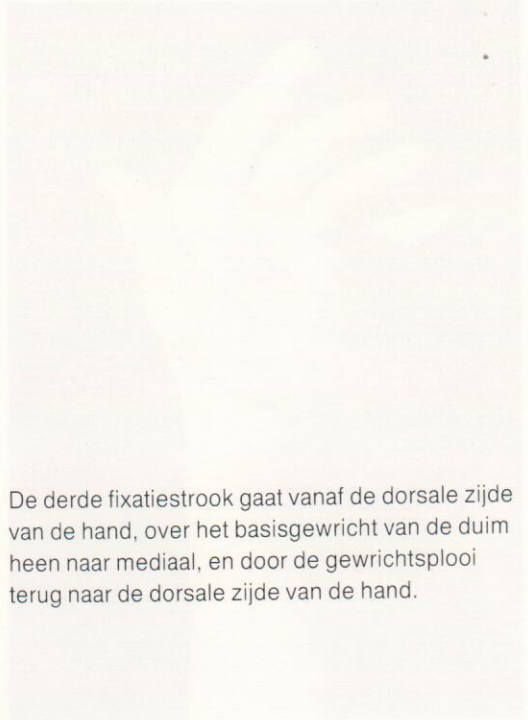 De derde fixatiestrook gaat vanaf de dorsale zijde
van de hand, over het basisgewricht van de duim
heen naar mediaal, en door de gewrichtsplooi
terug naar de dorsale zijde van de hand.